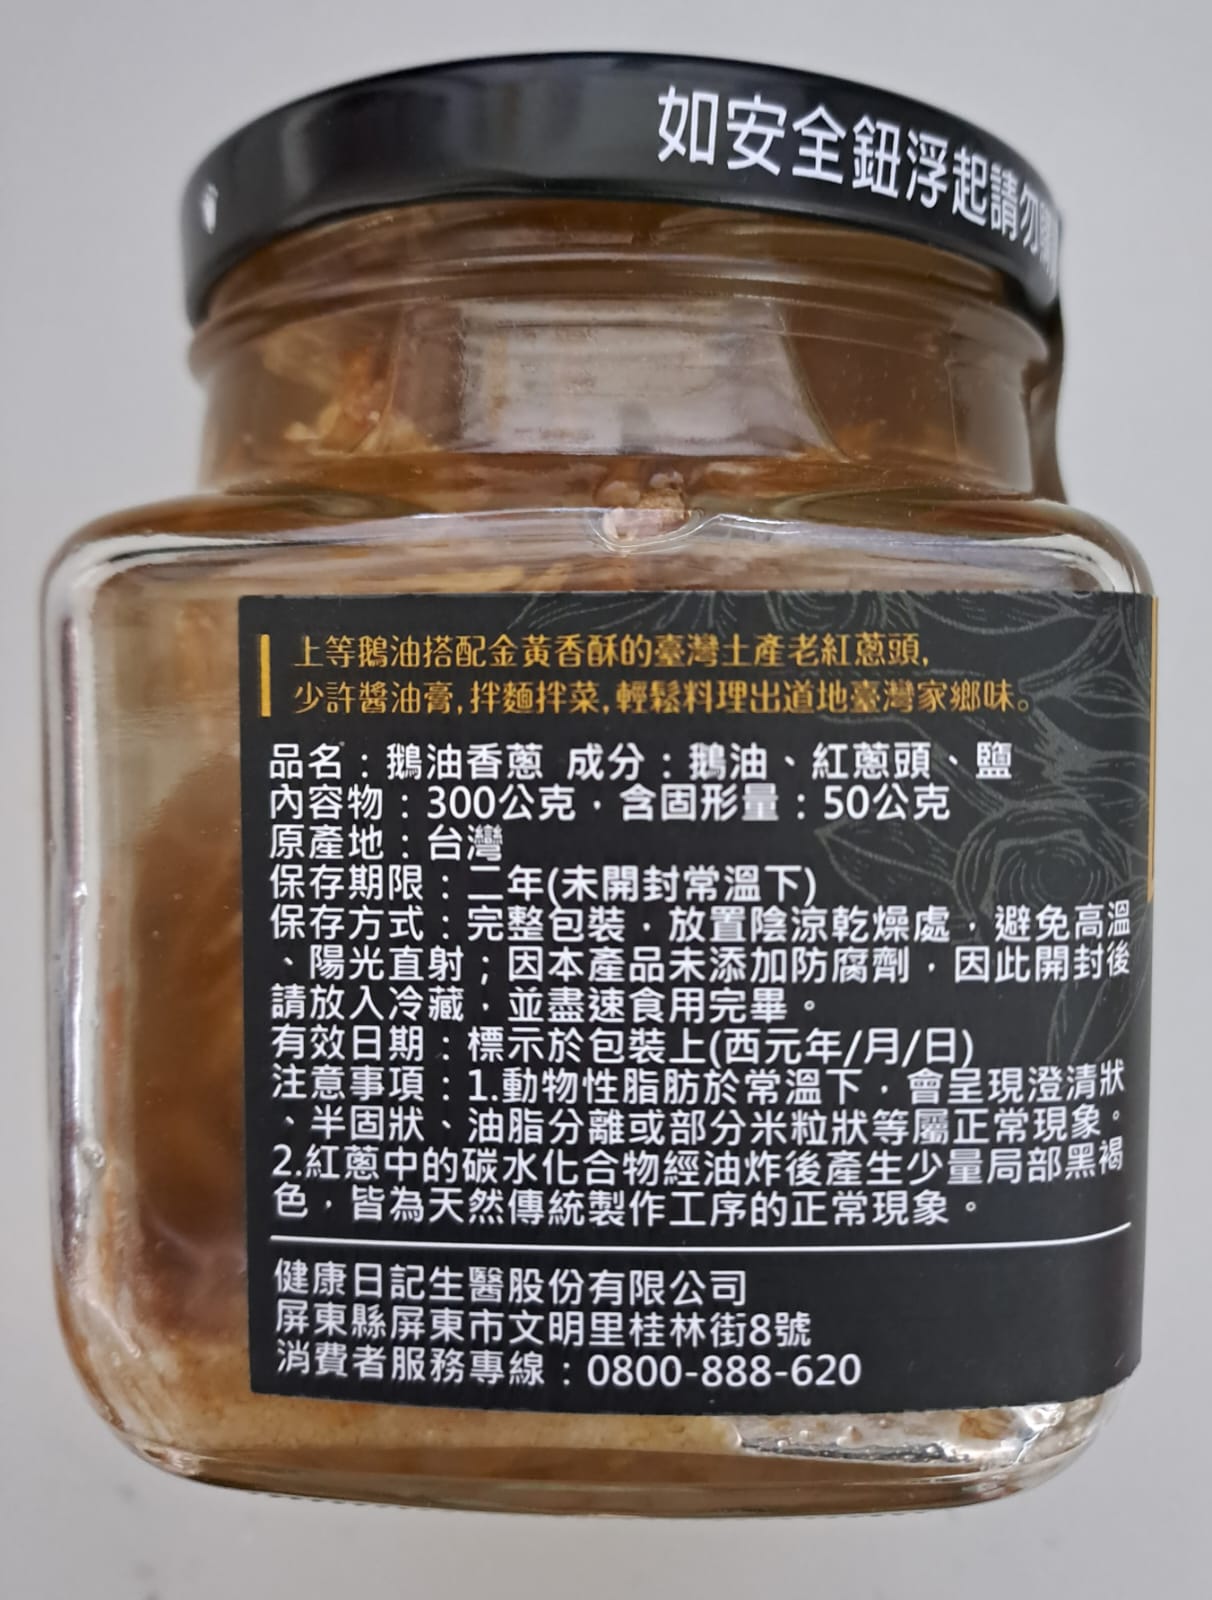 如安全鈕浮起請勿購
上等鵝油搭配金黃香酥的臺灣土產老紅蔥頭,
少許醬油膏,拌麵拌菜,輕鬆料理出道地臺灣家鄉味。
品名：鵝油香蔥 成分：鵝油、紅蔥頭、鹽
內容物：300公克，含固形量：50公克
原產地：台灣
保存期限：二年(未開封常溫下)
保存方式：完整包裝，放置陰涼乾燥處，避免高溫
、陽光直射；因本產品未添加防腐劑，因此開封後
請放入冷藏，並盡速食用完畢。
有效日期：標示於包裝上(西元年/月/日)
注意事項：1.動物性脂肪於常溫下，會呈現澄清狀
、半固狀、油脂分離或部分米粒狀等屬正常現象。
2.紅蔥中的碳水化合物經油炸後產生少量局部黑褐
色，皆為天然傳統製作工序的正常現象。
健康日記生醫股份有限公司
屏東縣屏東市文明里桂林街8號
消費者服務專線：0800-888-620